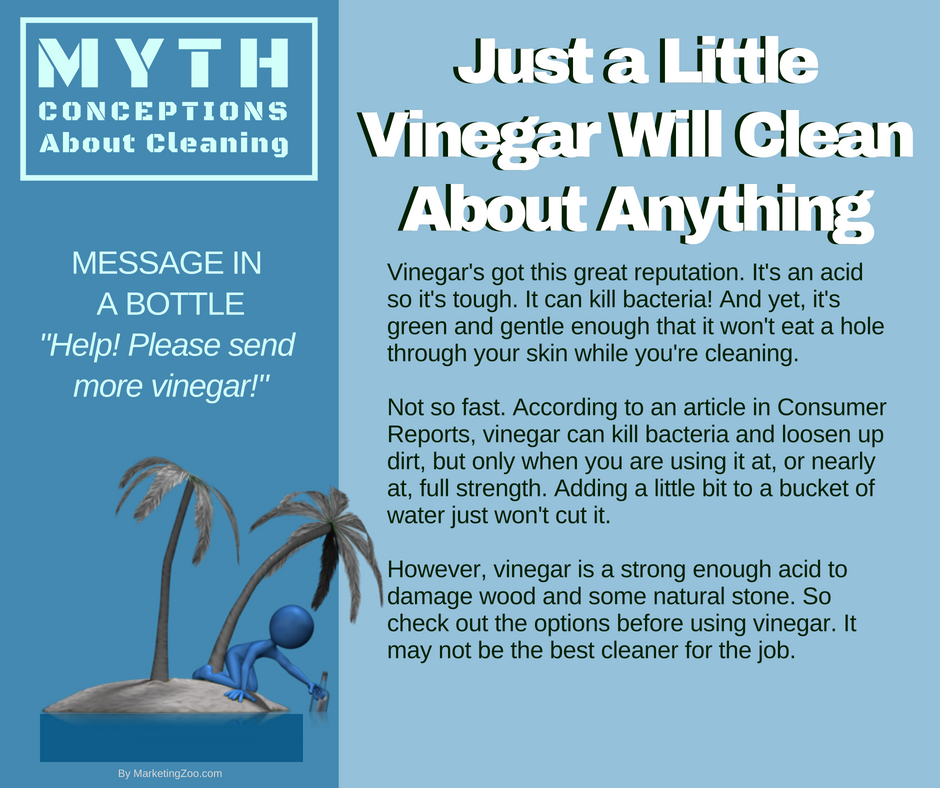 MYTH
CONCEPTIONS
About Cleaning
MESSAGE IN
A BOTTLE
"Help! Please send
more vinegar!"
By MarketingZoo.com
Just a Little
Vinegar Will Clean
About Anything
Vinegar's got this great reputation. It's an acid
so it's tough. It can kill bacteria! And yet, it's
green and gentle enough that it won't eat a hole
through your skin while you're cleaning.
Not so fast. According to an article in Consumer
Reports, vinegar can kill bacteria and loosen up
dirt, but only when you are using it at, or nearly
at, full strength. Adding a little bit to a bucket of
water just won't cut it.
However, vinegar is a strong enough acid to
damage wood and some natural stone. So
check out the options before using vinegar. It
may not be the best cleaner for the job.